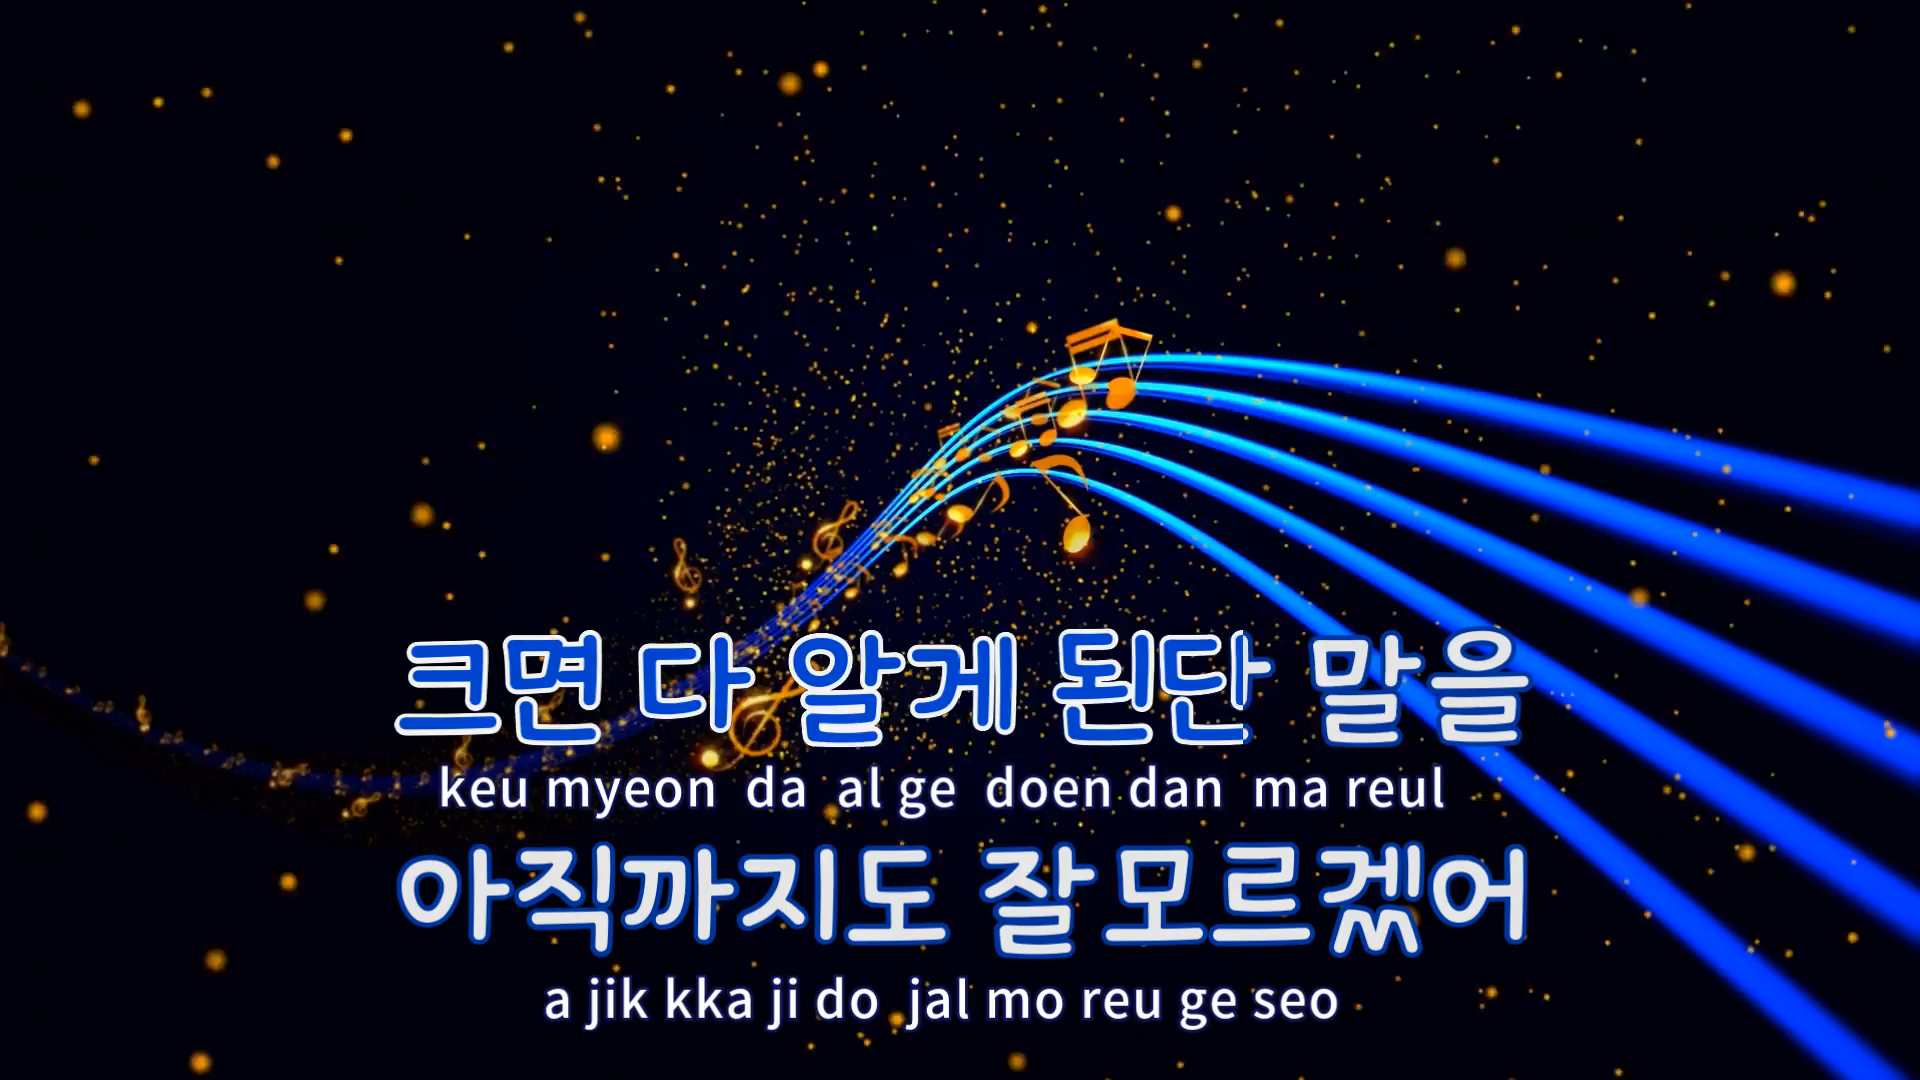 크면 다 알게 된단 말을
keu myeon da al ge doen dan ma reul
아직까지도 잘 모르겠어
a jik kka ji do jal mo reu ge seo